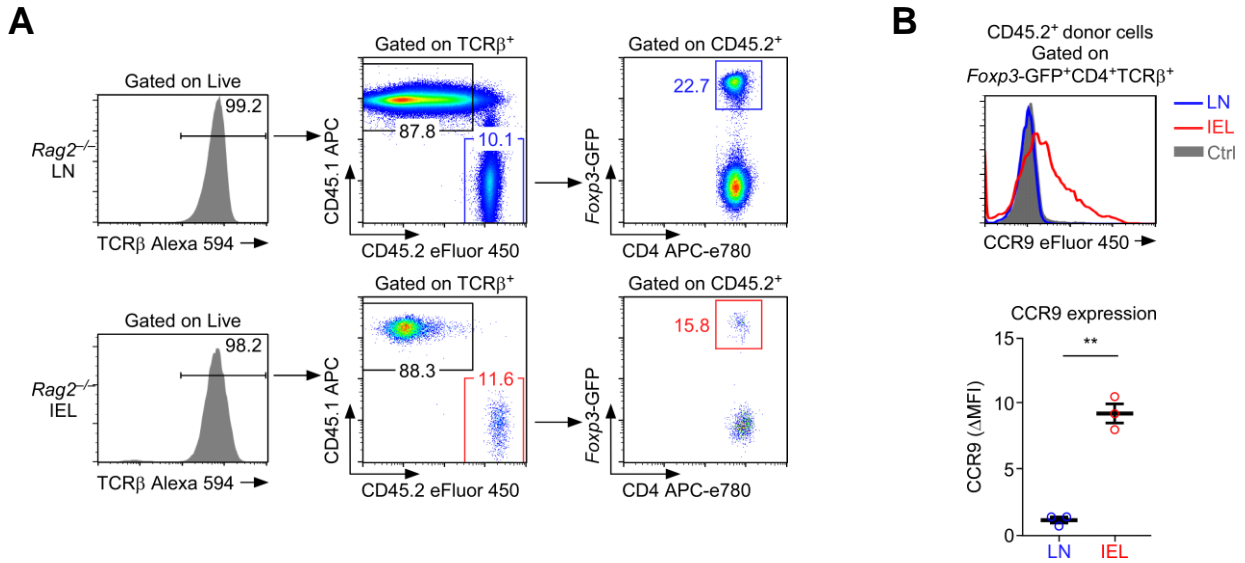 A
Gated on Live
99.2
Rag2⁻/⁻
LN
TCRβ Alexa 594
Gated on TCRβ⁺
87.8
10.1
CD45.1 APC
CD45.2 eFluor 450
Gated on CD45.2⁺
22.7
Foxp3-GFP
CD4 APC-e780
Gated on Live
98.2
Rag2⁻/⁻
IEL
TCRβ Alexa 594
Gated on TCRβ⁺
88.3
11.6
CD45.1 APC
CD45.2 eFluor 450
Gated on CD45.2⁺
15.8
Foxp3-GFP
CD4 APC-e780
B
CD45.2⁺ donor cells
Gated on
Foxp3-GFP⁺CD4⁺TCRβ⁺
LN
IEL
Ctrl
CCR9 eFluor 450
CCR9 expression
**
15
10
5
0
CCR9 (ΔMFI)
LN IEL